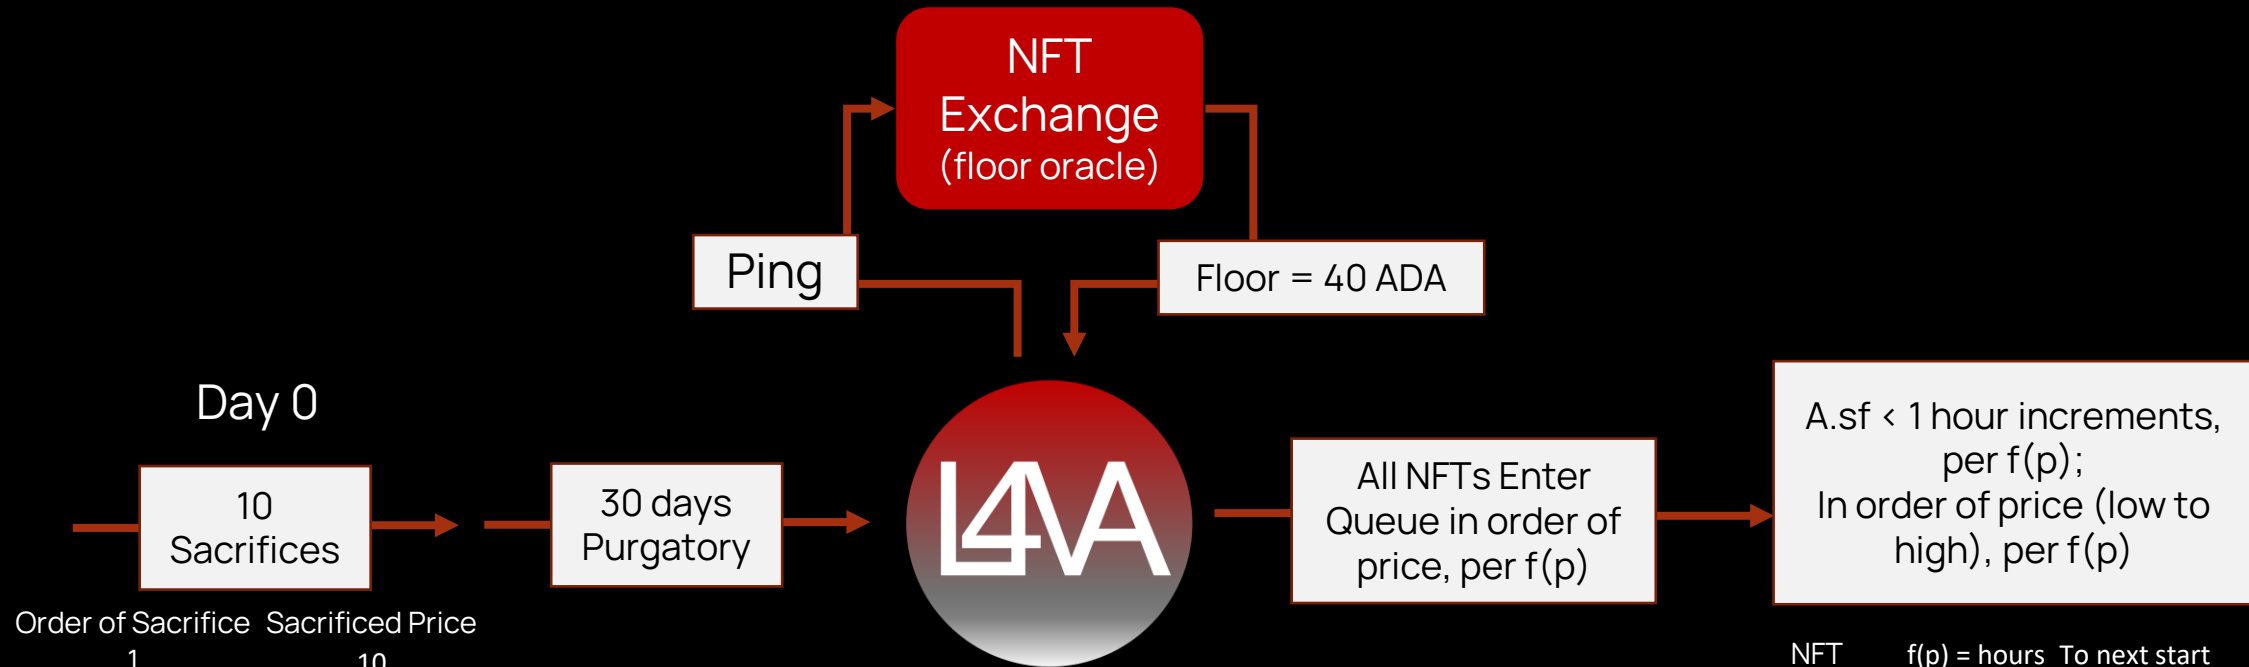 NFT
Exchange
(floor oracle)
Ping
Floor = 40 ADA
Day 0
10
Sacrifices
30 days
Purgatory
L4VA
All NFTs Enter
Queue in order of
price, per f(p)
A.sf < 1 hour increments,
per f(p);
In order of price (low to
high), per f(p)
Order of Sacrifice Sacrificed Price
1 10
NFT f(p) = hours To next start